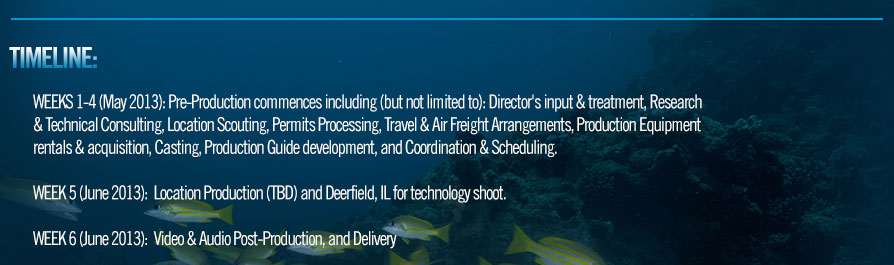 TIMELINE:
WEEKS 1-4 (May 2013): Pre-Production commences including (but not limited to): Director's input & treatment, Research
& Technical Consulting, Location Scouting, Permits Processing, Travel & Air Freight Arrangements, Production Equipment
rentals & acquisition, Casting, Production Guide development, and Coordination & Scheduling.
WEEK 5 (June 2013): Location Production (TBD) and Deerfield, IL for technology shoot.
WEEK 6 (June 2013): Video & Audio Post-Production, and Delivery